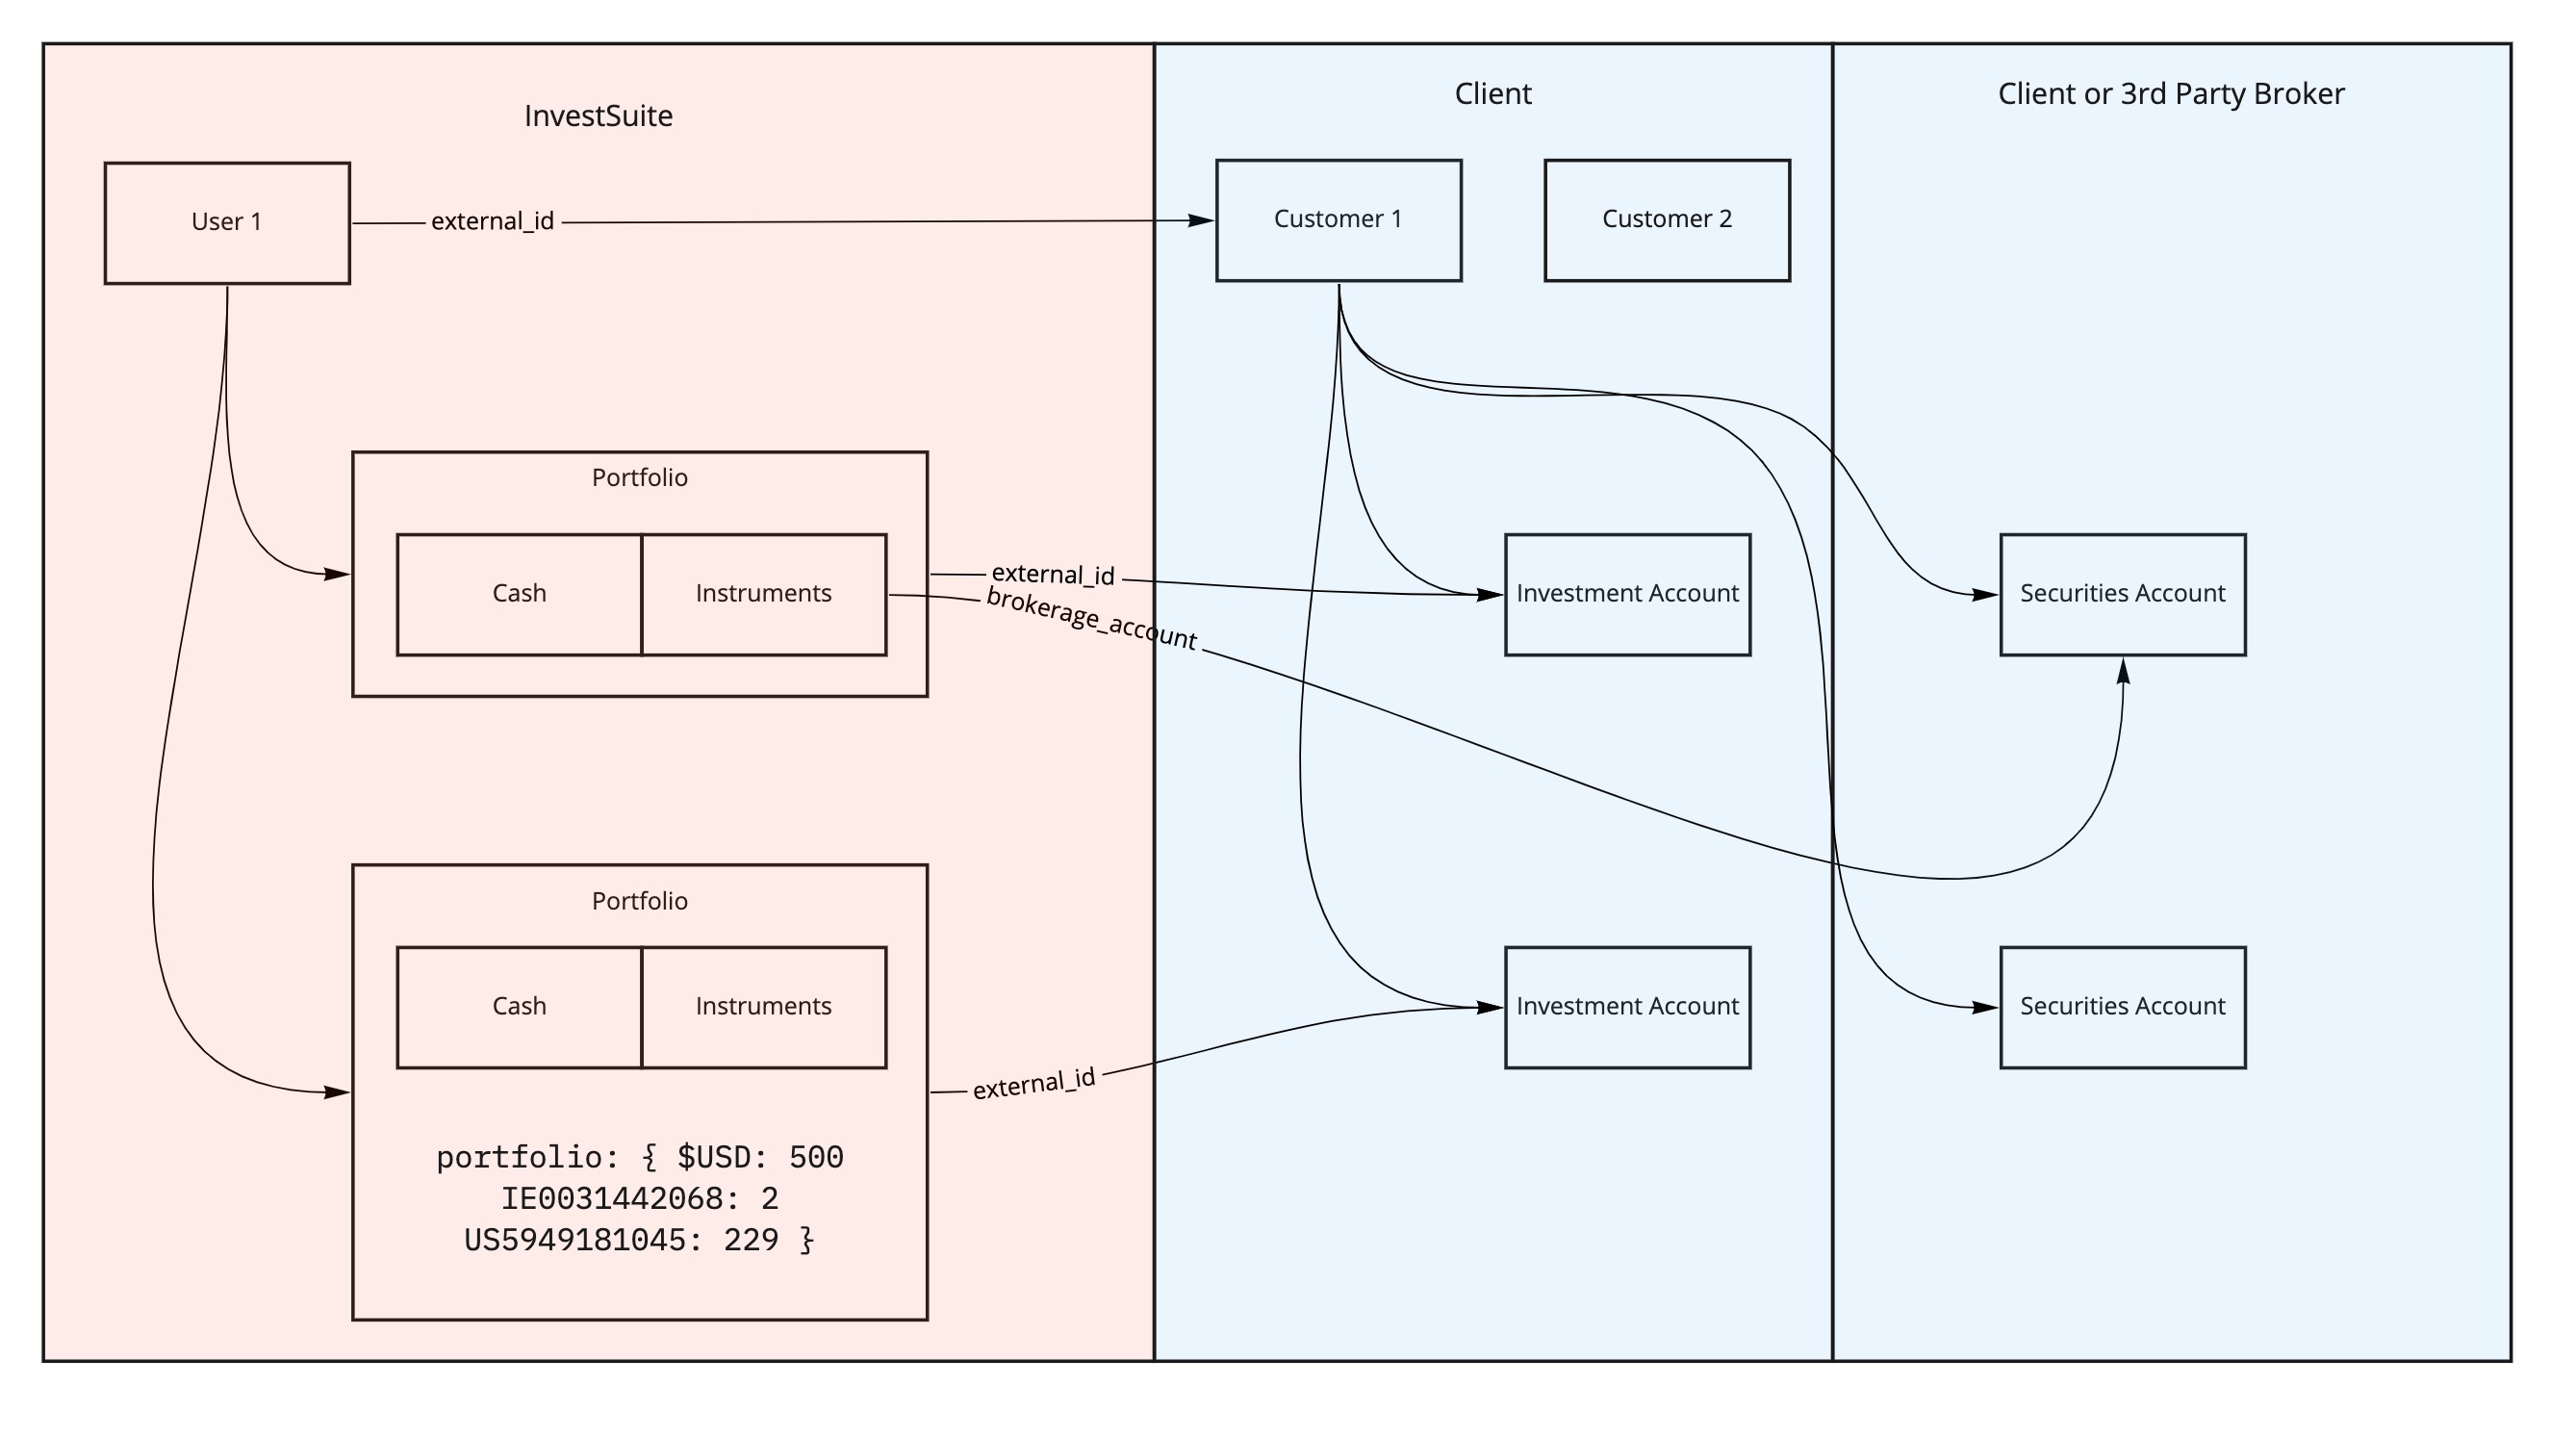 InvestSuite
Client
Client or 3rd Party Broker
User 1
external_id
Customer 1
Customer 2
Portfolio
Cash
Instruments
external_id
brokerage_account
Investment Account
Securities Account
Portfolio
Cash
Instruments
external_id
Investment Account
Securities Account
portfolio: { $USD: 500
IE0031442068: 2
US5949181045: 229 }